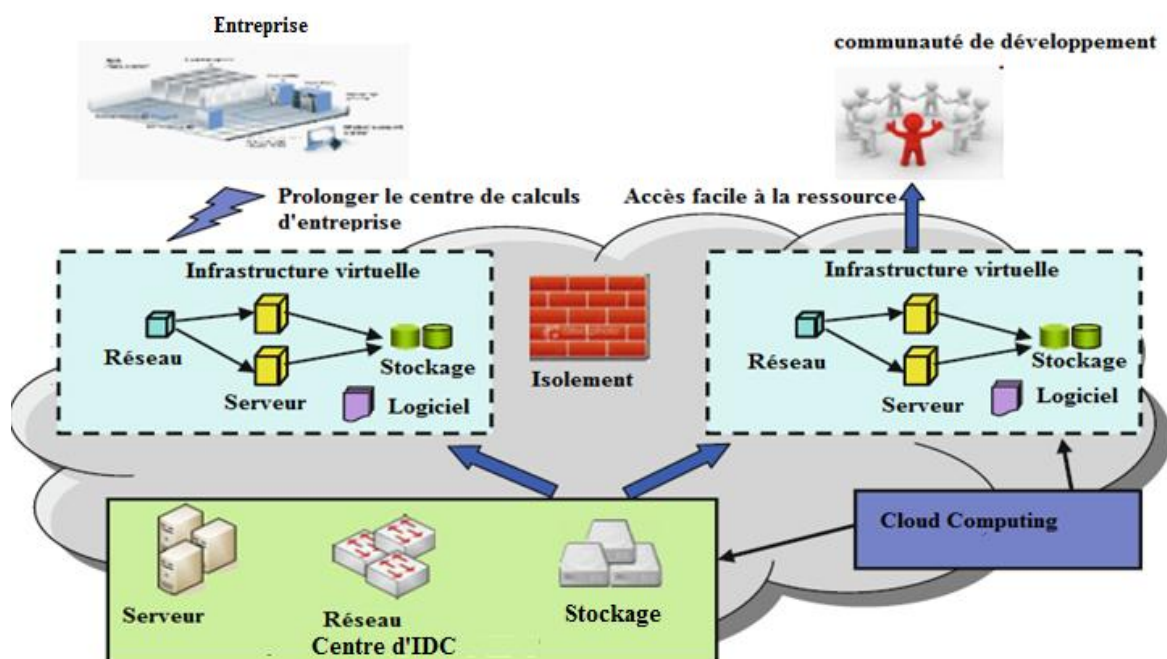 Entreprise
communauté de développement
Prolonger le centre de calculs
d'entreprise
Accès facile à la ressource
Infrastructure virtuelle
Réseau
Serveur
Stockage
Logiciel
Isolement
Infrastructure virtuelle
Réseau
Serveur
Stockage
Logiciel
Cloud Computing
Serveur
Réseau
Stockage
Centre d'IDC